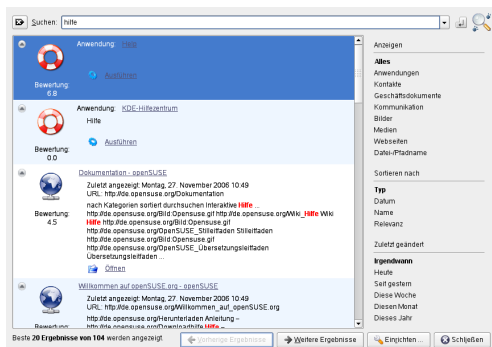 Suchen: hilfe
Anwendung: Hilfe
Ausführen
Bewertung:
6.8
Anwendung: KDE-Hilfezentrum
Hilfe
Ausführen
Bewertung:
0.0
Dokumentation - openSUSE
Zuletzt angezeigt: Montag, 27. November 2006 10:49
URL: http://de.opensuse.org/Dokumentation
nach Kategorien sortiert durchsuchen Interaktive Hilfe ...
http://de.opensuse.org/Bild:Opensuse.gif http://de.opensuse.org/Wiki_Hilfe Wiki
Hilfe http://de.opensuse.org/Bild:Opensuse.gif
http://de.opensuse.org/OpenSUSE_Stilleitfaden Stilleitfaden
http://de.opensuse.org/Bild:Opensuse.gif
http://de.opensuse.org/OpenSUSE_Übersetzungsleitfaden
Übersetzungsleitfaden ...
Öffnen
Bewertung:
4.5
Willkommen auf openSUSE.org - openSUSE
Zuletzt angezeigt: Montag, 27. November 2006 10:49
URL: http://de.opensuse.org/Willkommen_auf_openSUSE.org
http://de.opensuse.org/Herunterladen Anleitung –
http://de.opensuse.org/Downloadhilfe Hilfe –
Anzeigen
Alles
Anwendungen
Kontakte
Geschäftsdokumente
Kommunikation
Bilder
Medien
Webseiten
Datei-/Pfadname
Sortieren nach
Typ
Datum
Name
Relevanz
Zuletzt geändert
Irgendwann
Heute
Seit gestern
Diese Woche
Diesen Monat
Dieses Jahr
Beste 20 Ergebnisse von 104 werden angezeigt.
Vorherige Ergebnisse
Weitere Ergebnisse
Einrichten ...
Schließen